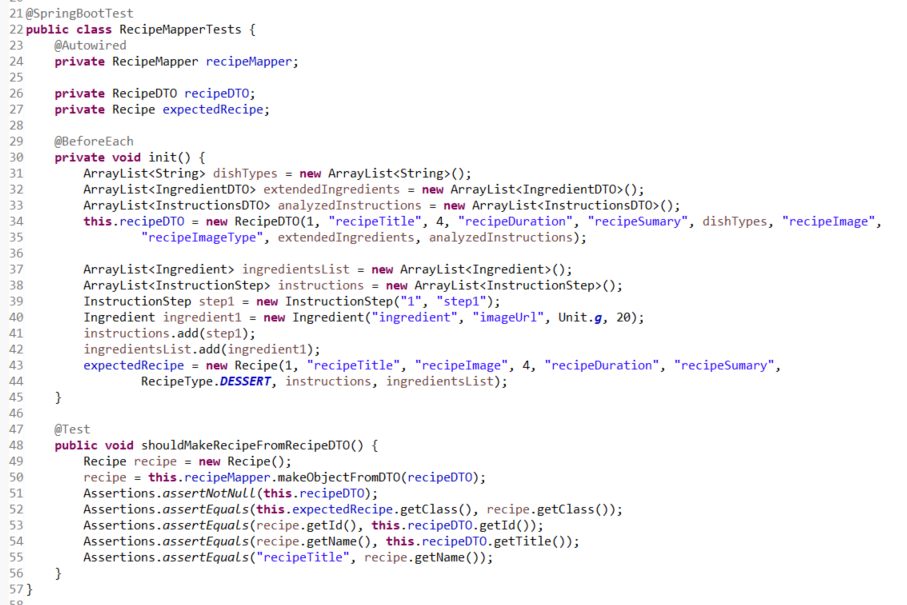 21 @SpringBootTest
22 public class RecipeMapperTests {
23     @Autowired
24     private RecipeMapper recipeMapper;
25
26     private RecipeDTO recipeDTO;
27     private Recipe expectedRecipe;
28
29     @BeforeEach
30     private void init() {
31         ArrayList<String> dishTypes = new ArrayList<String>();
32         ArrayList<IngredientDTO> extendedIngredients = new ArrayList<IngredientDTO>();
33         ArrayList<InstructionsDTO> analyzedInstructions = new ArrayList<InstructionsDTO>();
34         this.recipeDTO = new RecipeDTO(1, "recipeTitle", 4, "recipeDuration", "recipeSumary", dishTypes, "recipeImage",
35                 "recipeImageType", extendedIngredients, analyzedInstructions);
36
37         ArrayList<Ingredient> ingredientsList = new ArrayList<Ingredient>();
38         ArrayList<InstructionStep> instructions = new ArrayList<InstructionStep>();
39         InstructionStep step1 = new InstructionStep("1", "step1");
40         Ingredient ingredient1 = new Ingredient("ingredient", "imageUrl", Unit.g, 20);
41         instructions.add(step1);
42         ingredientsList.add(ingredient1);
43         expectedRecipe = new Recipe(1, "recipeTitle", "recipeImage", 4, "recipeDuration", "recipeSumary",
44                 RecipeType.DESSERT, instructions, ingredientsList);
45     }
46
47     @Test
48     public void shouldMakeRecipeFromRecipeDTO() {
49         Recipe recipe = new Recipe();
50         recipe = this.recipeMapper.makeObjectFromDTO(recipeDTO);
51         Assertions.assertNotNull(this.recipeDTO);
52         Assertions.assertEquals(this.expectedRecipe.getClass(), recipe.getClass());
53         Assertions.assertEquals(recipe.getId(), this.recipeDTO.getId());
54         Assertions.assertEquals(recipe.getName(), this.recipeDTO.getTitle());
55         Assertions.assertEquals("recipeTitle", recipe.getName());
56     }
57 }